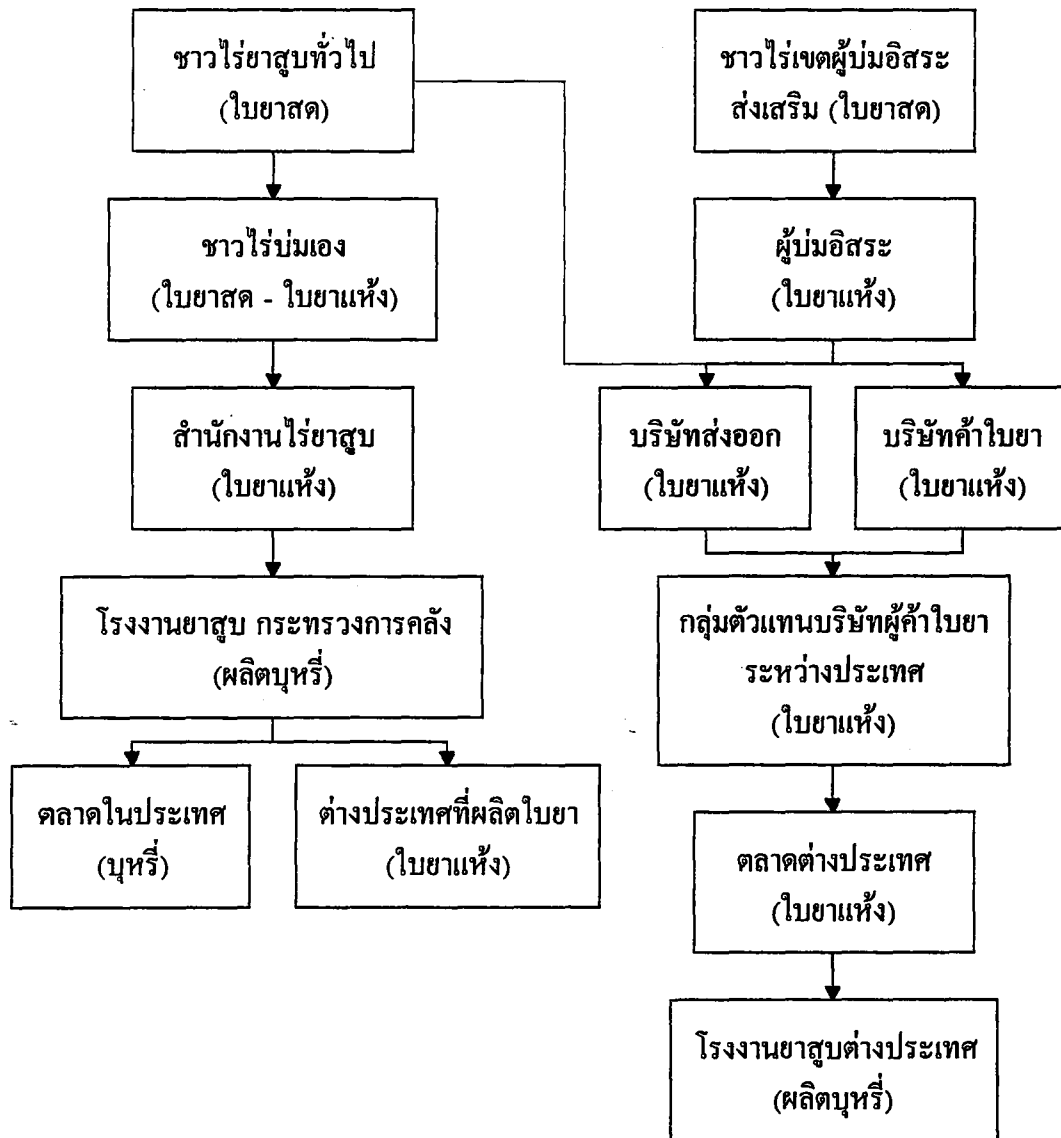 ชาวไร่ยาสูบทั่วไป
(ใบยาสด)
ชาวไร่เขตผู้บ่มอิสระ
ส่งเสริม (ใบยาสด)
ชาวไร่บ่มเอง
(ใบยาสด - ใบยาแห้ง)
ผู้บ่มอิสระ
(ใบยาแห้ง)
สำนักงานไร่ยาสูบ
(ใบยาแห้ง)
บริษัทส่งออก
(ใบยาแห้ง)
บริษัทค้าใบยา
(ใบยาแห้ง)
โรงงานยาสูบ กระทรวงการคลัง
(ผลิตบุหรี่)
กลุ่มตัวแทนบริษัทผู้ค้าใบยา
ระหว่างประเทศ
(ใบยาแห้ง)
ตลาดในประเทศ
(บุหรี่)
ต่างประเทศที่ผลิตใบยา
(ใบยาแห้ง)
ตลาดต่างประเทศ
(ใบยาแห้ง)
โรงงานยาสูบต่างประเทศ
(ผลิตบุหรี่)